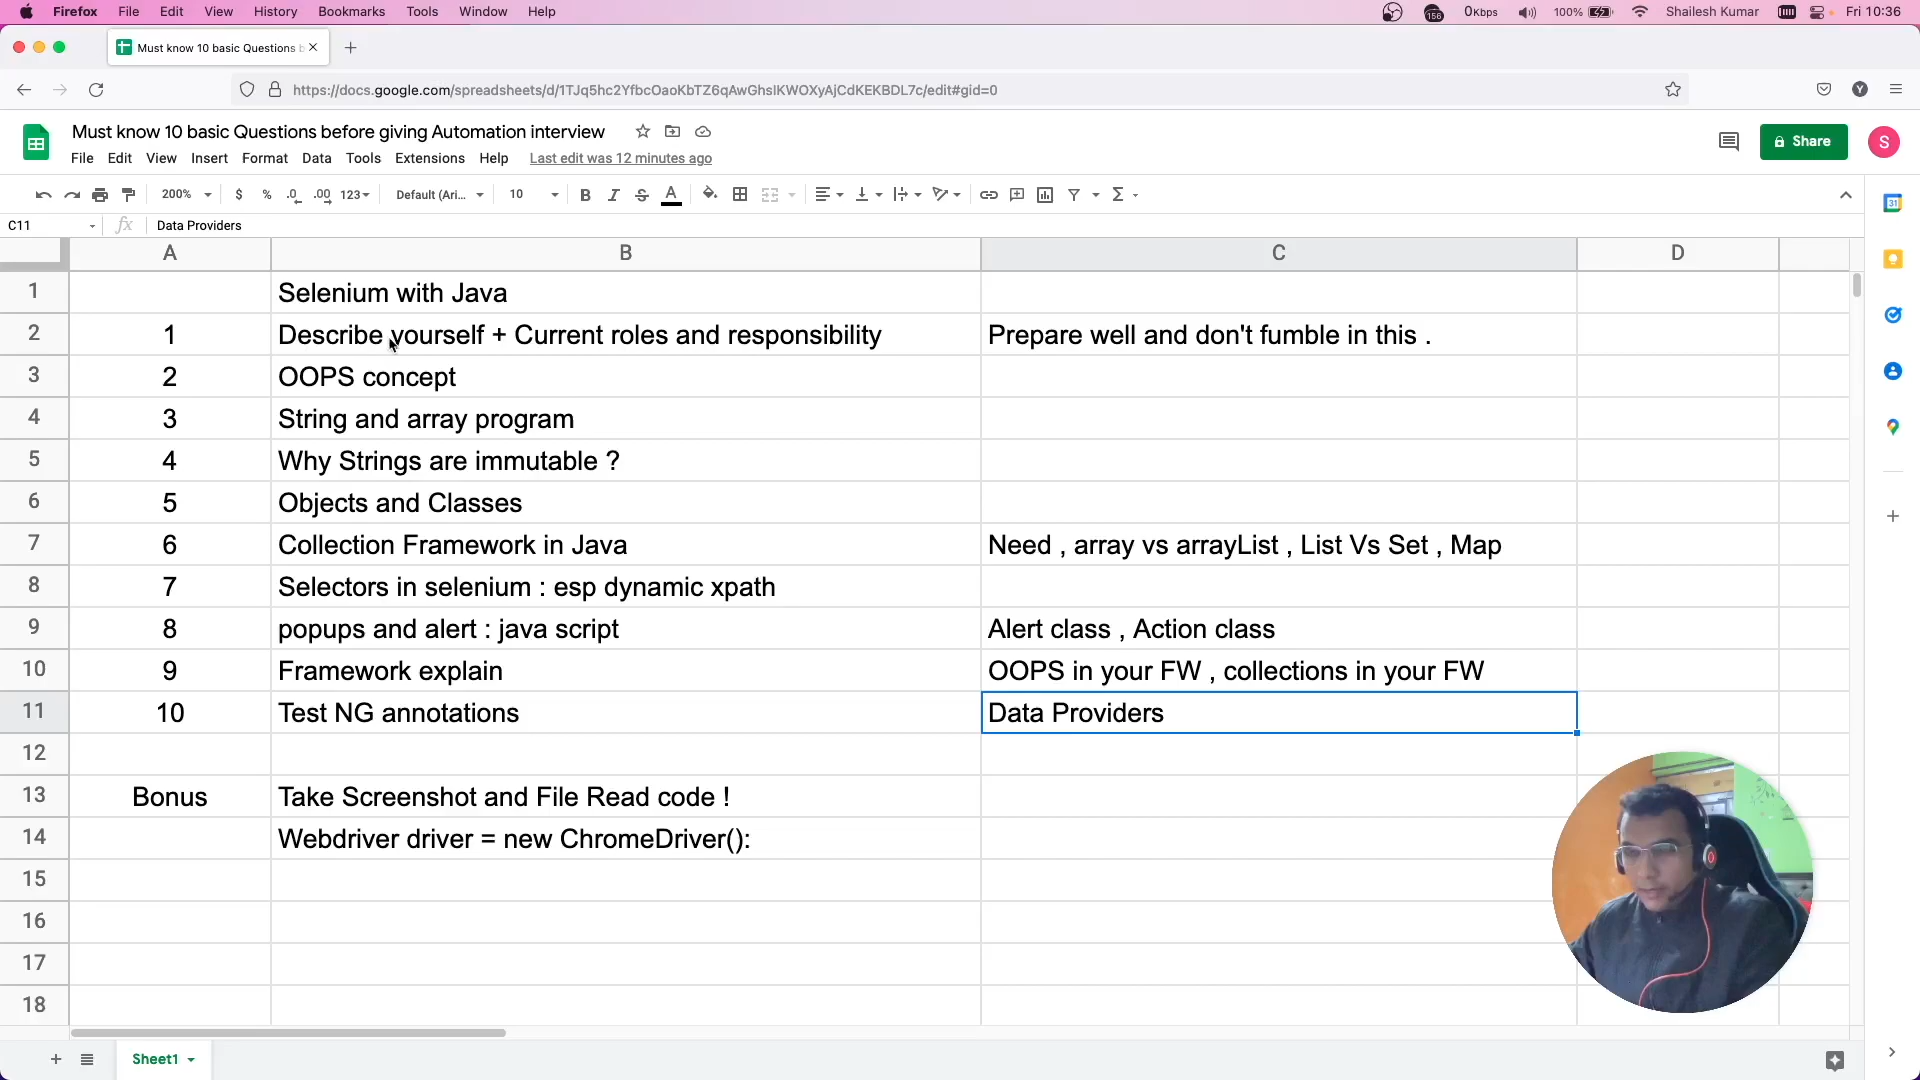 Firefox File Edit View History Bookmarks Tools Window Help 156 0Kbps 100% Shailesh Kumar Fri 10:36
Must know 10 basic Questions b
https://docs.google.com/spreadsheets/d/1TJq5hc2YfbcOaoKbTZ6qAwGhsIKWOXyAjCdKEKBDL7c/edit#gid=0 Y
Must know 10 basic Questions before giving Automation interview
File Edit View Insert Format Data Tools Extensions Help Last edit was 12 minutes ago
Share S
200% $ % .0 .00 123 Default (Ari... 10 B I S A Σ
31
C11 fx Data Providers
A B C D
1 Selenium with Java
2 1 Describe yourself + Current roles and responsibility Prepare well and don't fumble in this .
3 2 OOPS concept
4 3 String and array program
5 4 Why Strings are immutable ?
6 5 Objects and Classes
7 6 Collection Framework in Java Need , array vs arrayList , List Vs Set , Map
8 7 Selectors in selenium : esp dynamic xpath
9 8 popups and alert : java script Alert class , Action class
10 9 Framework explain OOPS in your FW , collections in your FW
11 10 Test NG annotations Data Providers
12
13 Bonus Take Screenshot and File Read code !
14 Webdriver driver = new ChromeDriver():
15
16
17
18
Sheet1